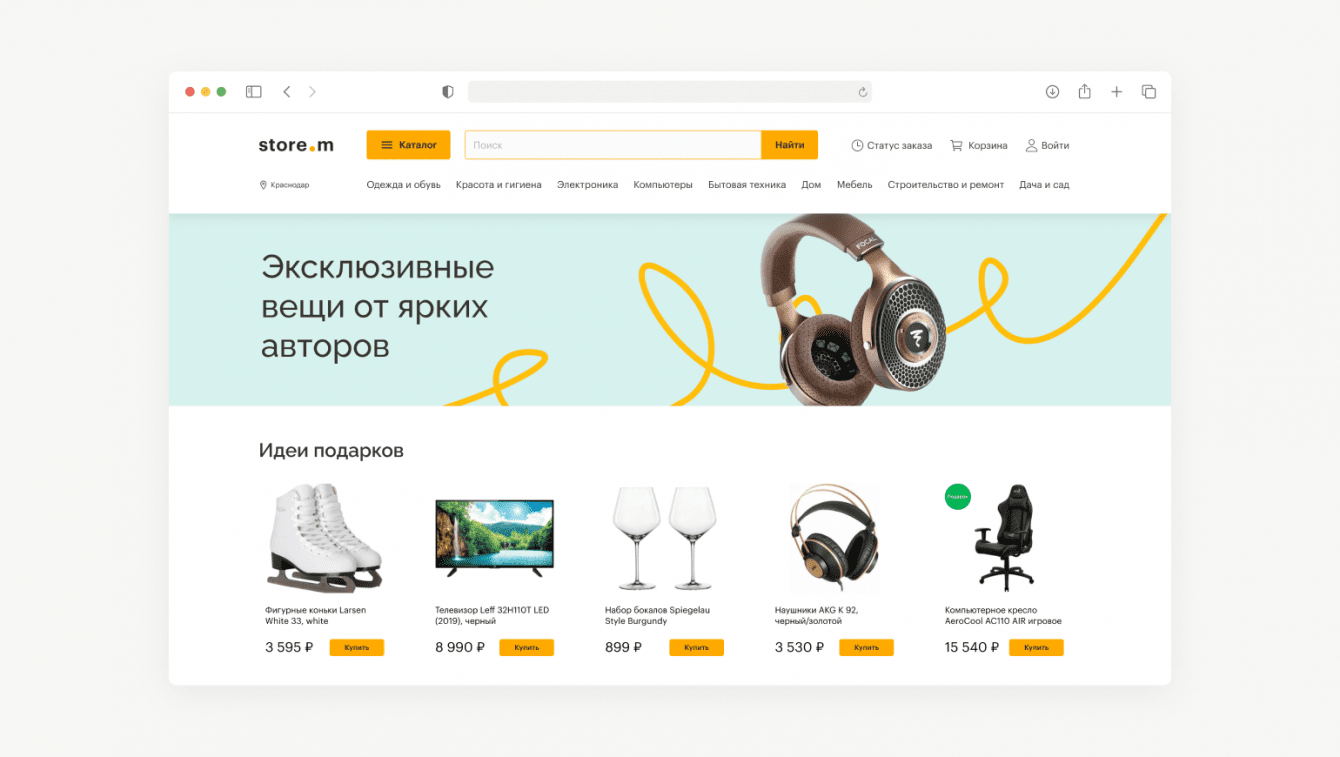 store.m
Каталог
Поиск
Найти
Статус заказа
Корзина
Войти
Краснодар
Одежда и обувь
Красота и гигиена
Электроника
Компьютеры
Бытовая техника
Дом
Мебель
Строительство и ремонт
Дача и сад
Эксклюзивные
вещи от ярких
авторов
FOCAL
Идеи подарков
Фигурные коньки Larsen
White 33, white
3 595 ₽
Купить
Телевизор Leff 32H110T LED
(2019), черный
8 990 ₽
Купить
Набор бокалов Spiegelau
Style Burgundy
899 ₽
Купить
Наушники AKG K 92,
черный/золотой
3 530 ₽
Купить
Подарок
Компьютерное кресло
AeroCool AC110 AIR игровое
15 540 ₽
Купить